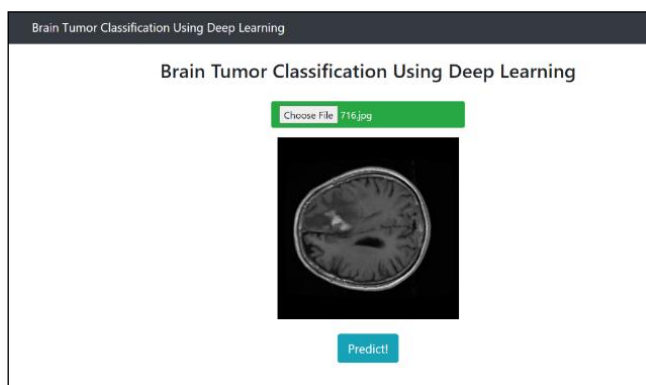 Brain Tumor Classification Using Deep Learning
Brain Tumor Classification Using Deep Learning
Choose File 716.jpg
Predict!